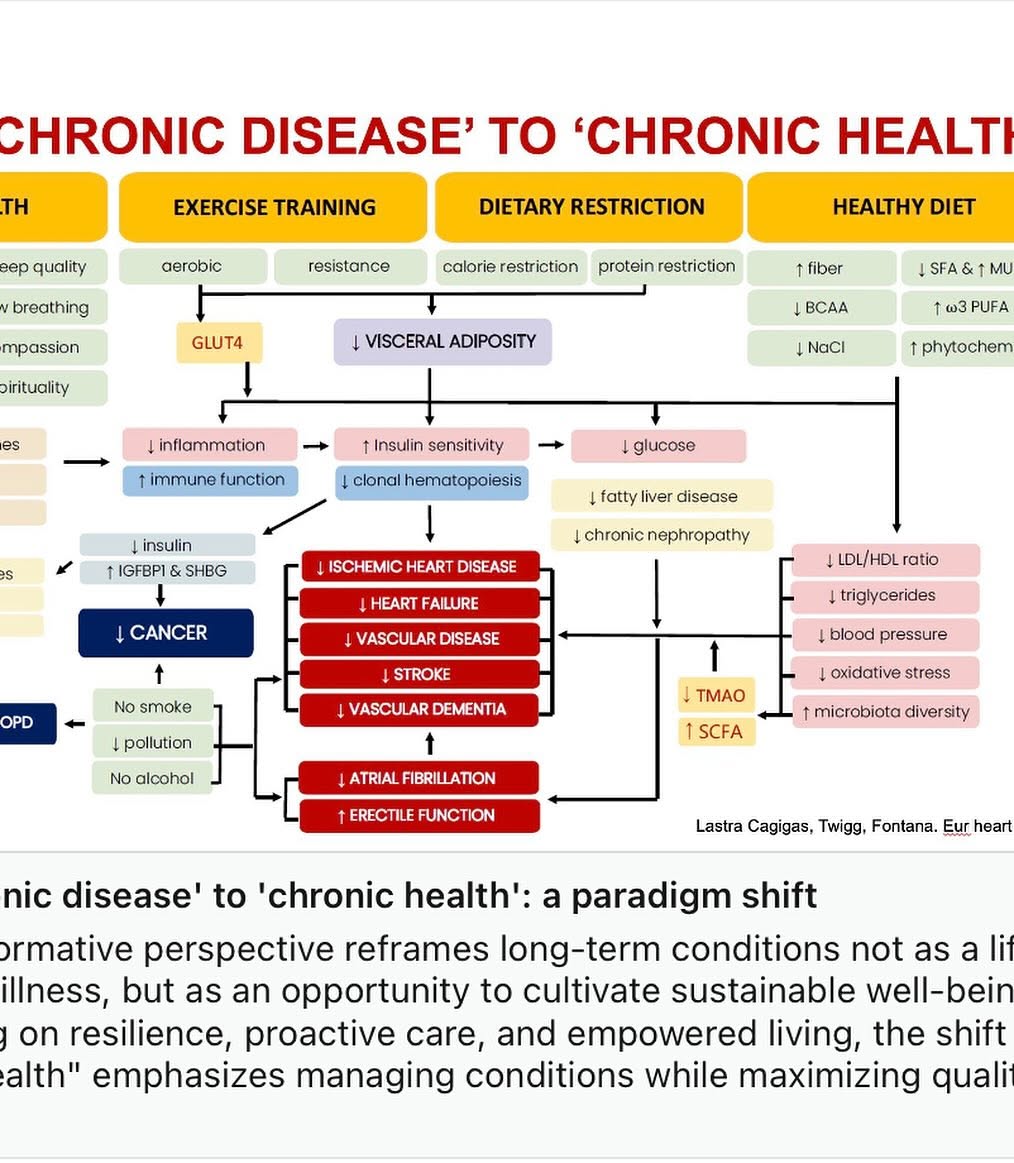 CHRONIC DISEASE’ TO ‘CHRONIC HEALTH
LTH
EXERCISE TRAINING
DIETARY RESTRICTION
HEALTHY DIET
eep quality
aerobic
resistance
calorie restriction
protein restriction
↑ fiber
↓ SFA & ↑ MU
w breathing
↓ BCAA
↑ ω3 PUFA
mpassion
GLUT4
↓ VISCERAL ADIPOSITY
↓ NaCl
↑ phytochem
pirituality
nes
↓ inflammation
↑ Insulin sensitivity
↓ glucose
↑ immune function
↓ clonal hematopoiesis
↓ fatty liver disease
↓ chronic nephropathy
↓ insulin
↑ IGFBP1 & SHBG
es
↓ CANCER
↓ ISCHEMIC HEART DISEASE
↓ HEART FAILURE
↓ VASCULAR DISEASE
↓ STROKE
↓ VASCULAR DEMENTIA
↓ LDL/HDL ratio
↓ triglycerides
↓ blood pressure
↓ oxidative stress
↑ microbiota diversity
↓ TMAO
↑ SCFA
OPD
No smoke
↓ pollution
No alcohol
↓ ATRIAL FIBRILLATION
↑ ERECTILE FUNCTION
Lastra Cagigas, Twigg, Fontana. Eur heart
nic disease' to 'chronic health': a paradigm shift
ormative perspective reframes long-term conditions not as a lif
illness, but as an opportunity to cultivate sustainable well-bein
g on resilience, proactive care, and empowered living, the shift
ealth" emphasizes managing conditions while maximizing qualit